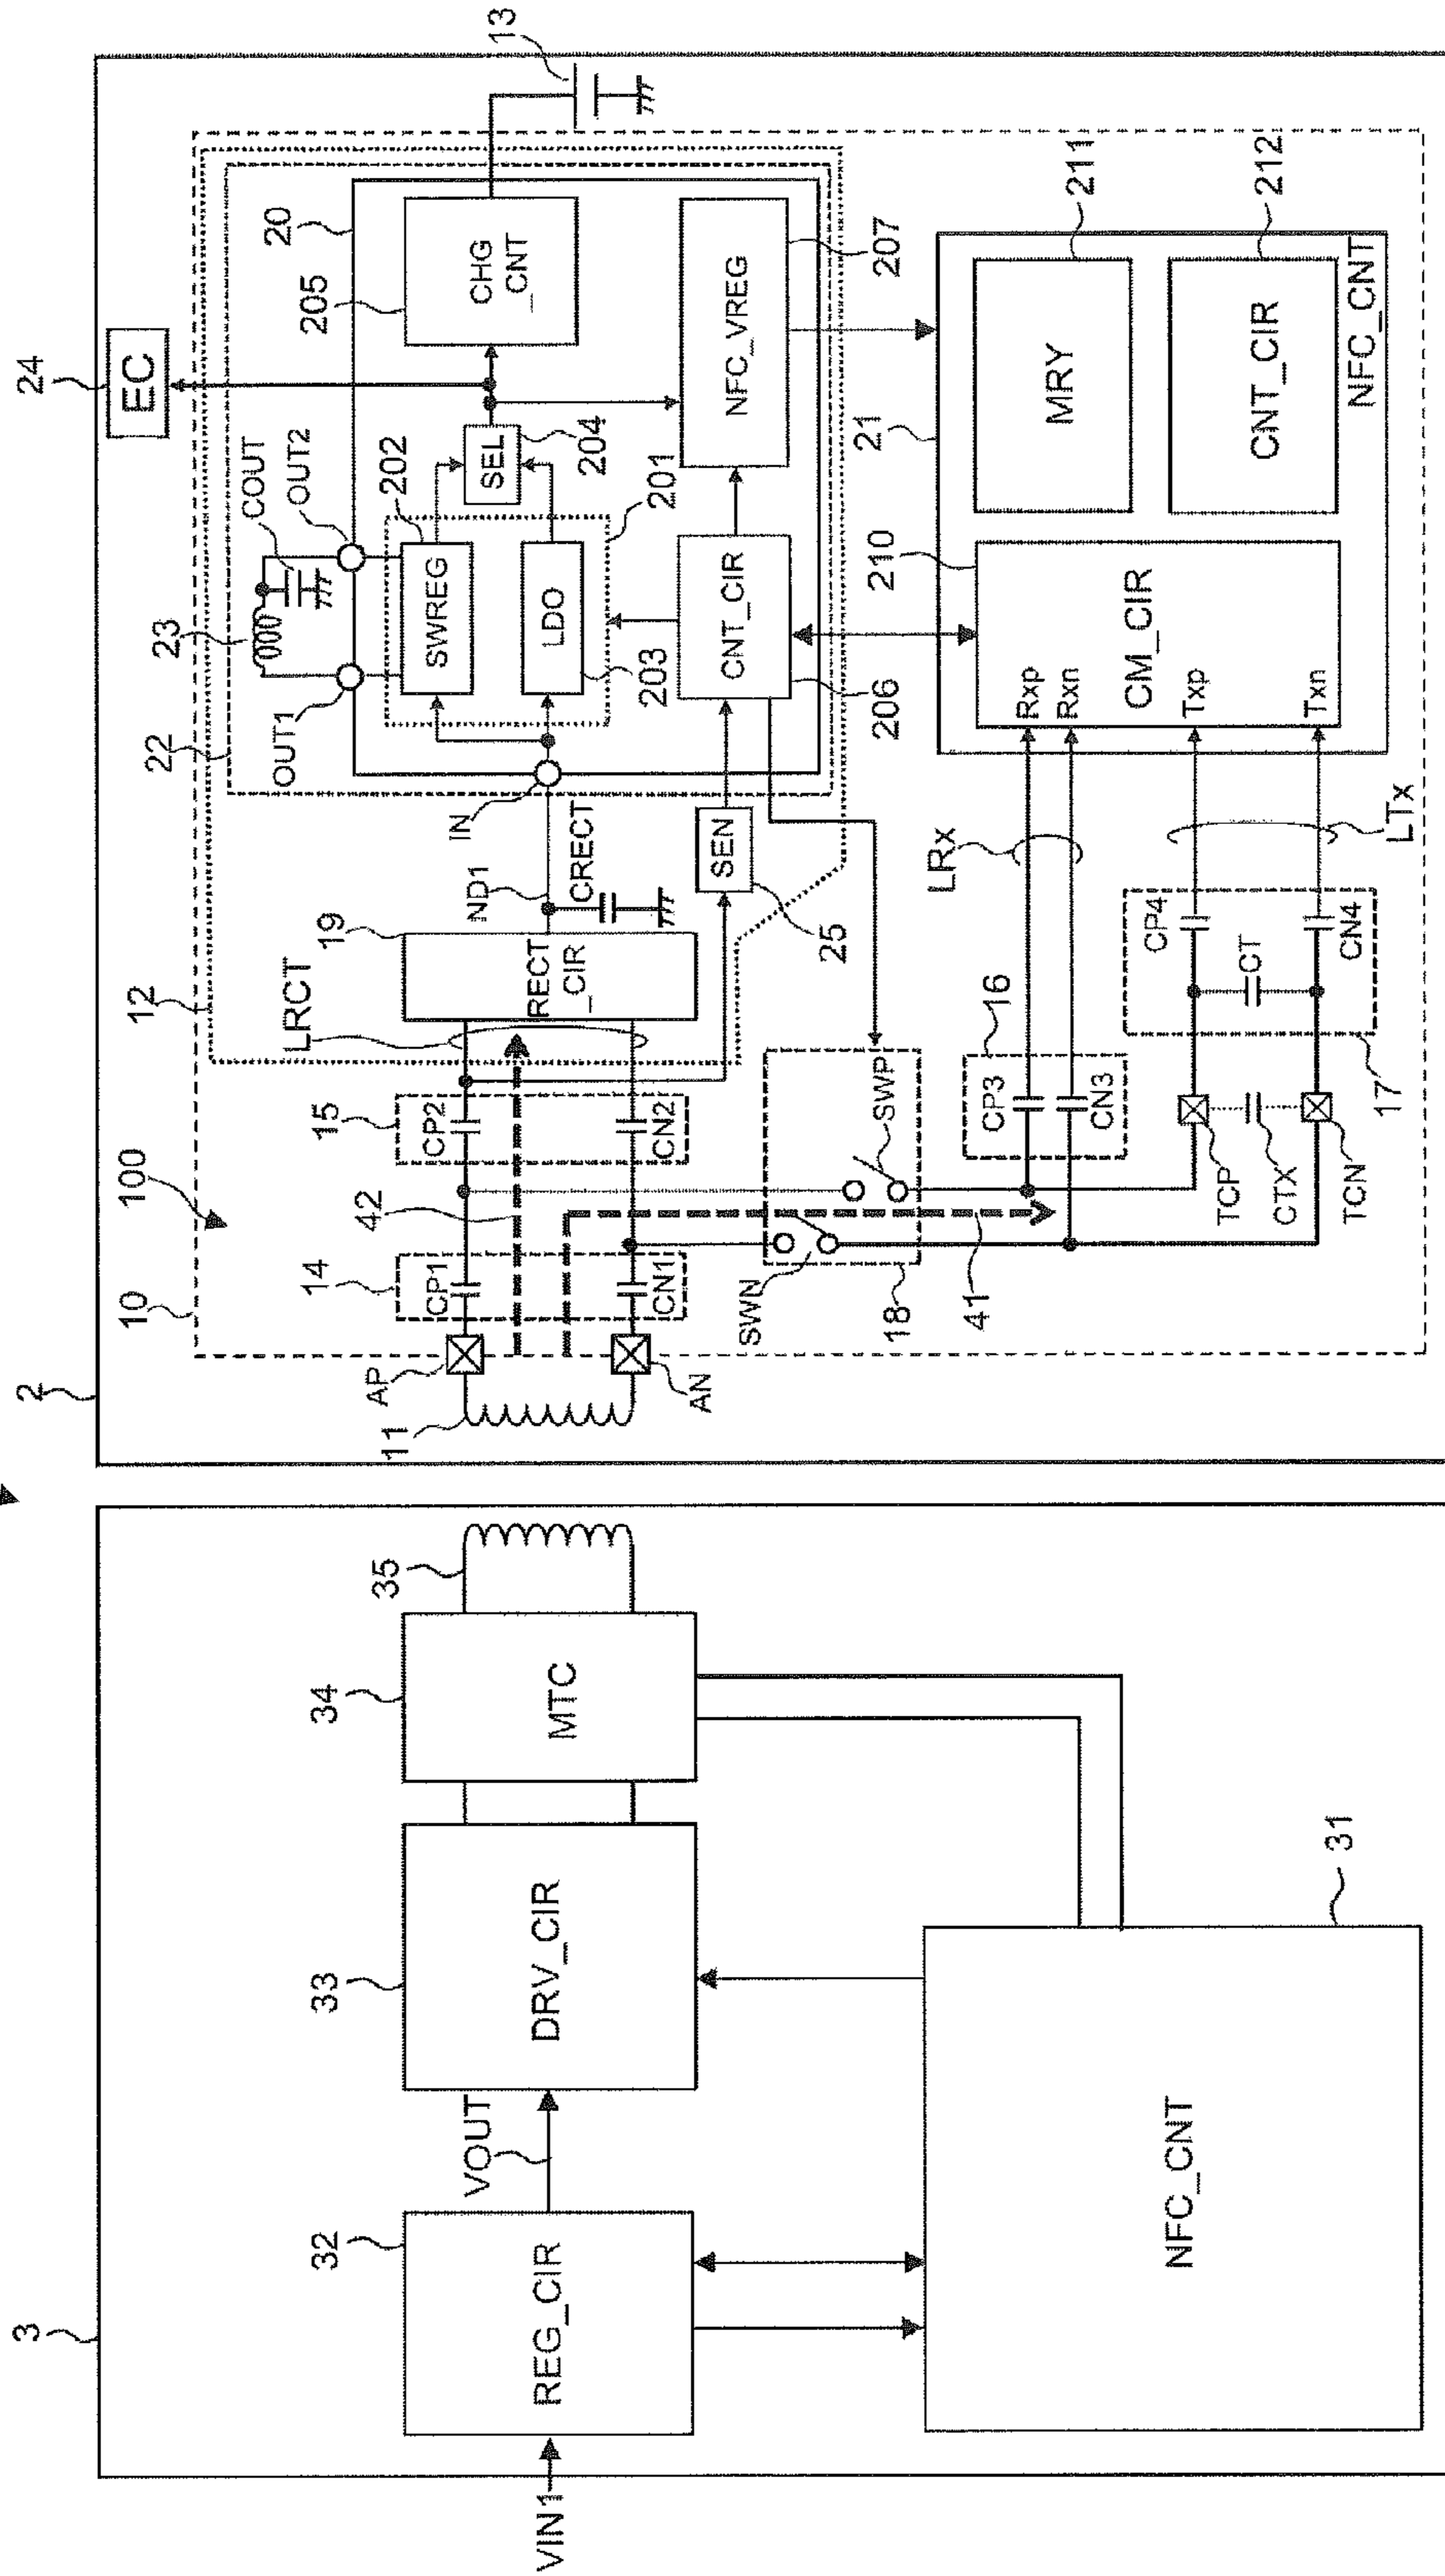 3
VIN1
32
REG_CIR
VOUT
33
DRV_CIR
34
MTC
35
NFC_CNT
31
2
10
100
11
AP
AN
14
CP1
CN1
42
15
CP2
CN2
12
LRCT
19
RECT
_CIR
ND1
CRECT
IN
22
OUT1
23
COUT
OUT2
24
EC
20
13
SWREG
202
LDO
203
201
SEL
204
205
CHG
_CNT
SEN
25
CNT_CIR
206
NFC_VREG
207
SWN
SWP
18
41
16
CP3
CN3
LRx
TCP
CTX
TCN
17
CP4
CT
CN4
LTx
21
210
Rxp
Rxn
CM_CIR
Txp
Txn
MRY
211
CNT_CIR
212
NFC_CNT